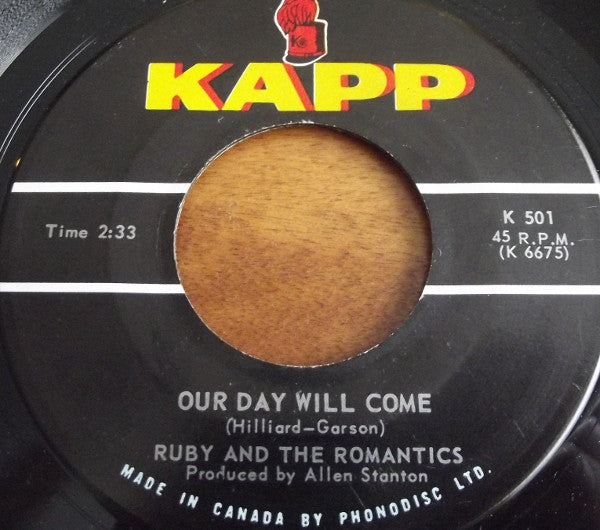 KAPP
Time 2:33
K 501
45 R.P.M.
(K 6675)
OUR DAY WILL COME
(Hilliard—Garson)
RUBY AND THE ROMANTICS
Produced by Allen Stanton
MADE IN CANADA BY PHONODISC LTD.